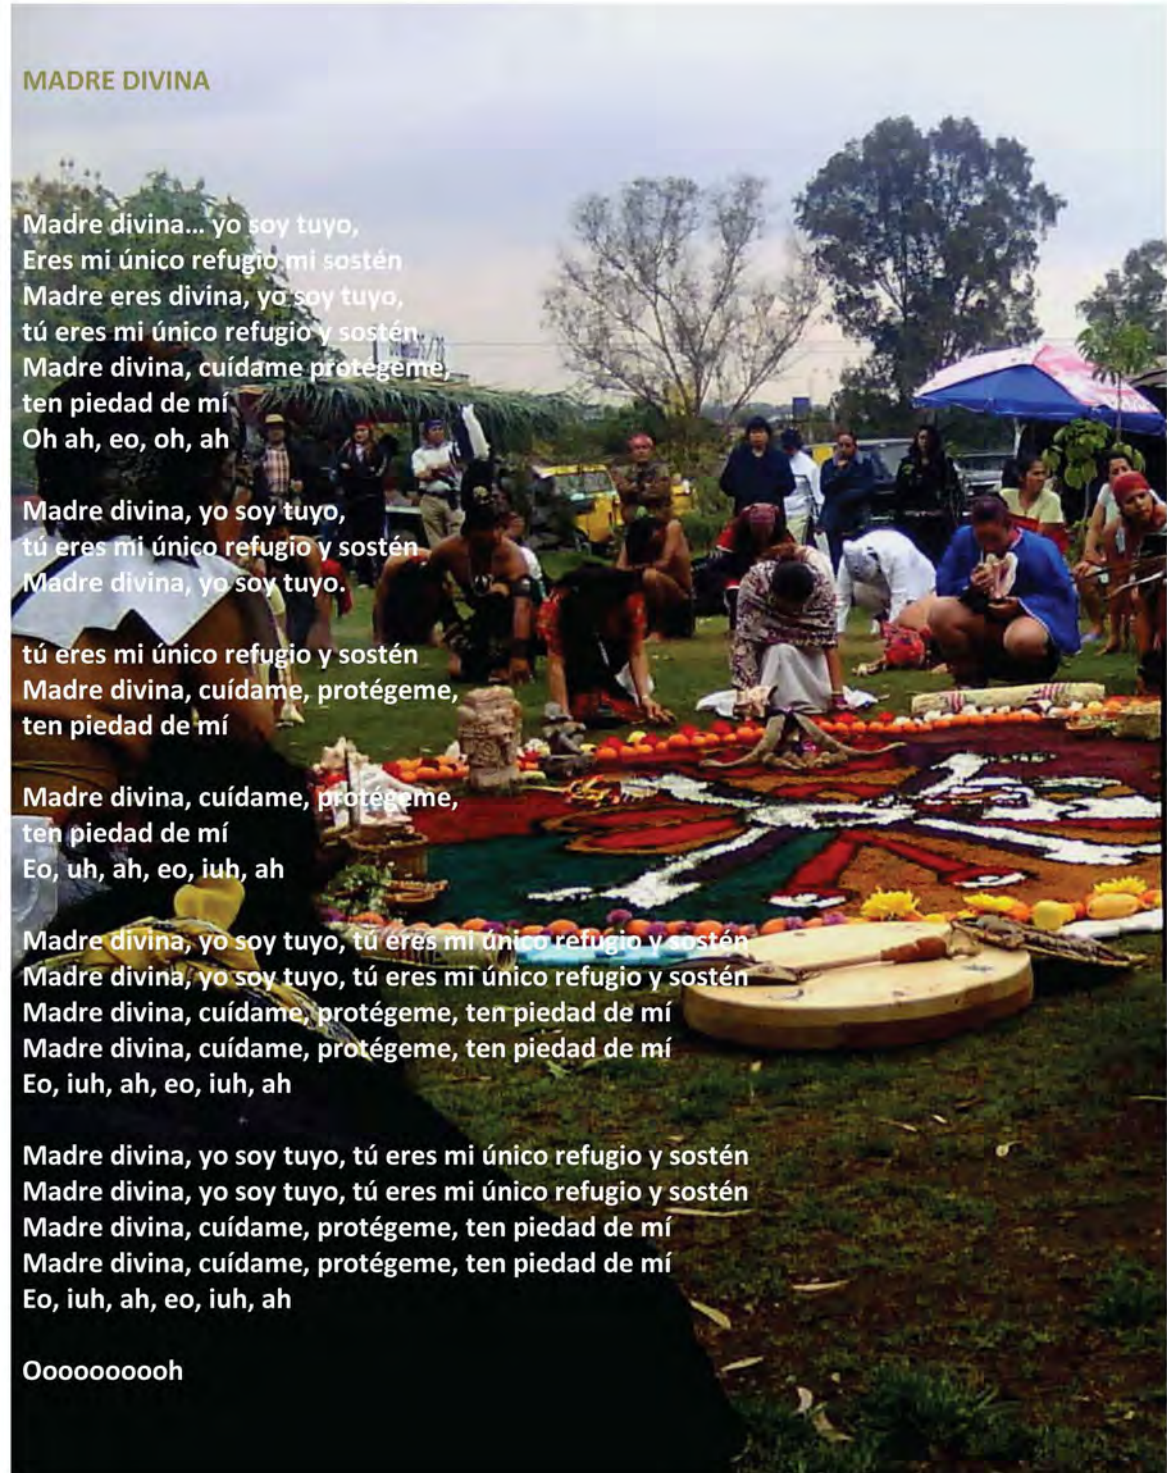 MADRE DIVINA
Madre divina... yo soy tuyo,
Eres mi único refugio mi sostén
Madre eres divina, yo soy tuyo,
tú eres mi único refugio y sostén
Madre divina, cuídame protégeme,
ten piedad de mí
Oh ah, eo, oh, ah
Madre divina, yo soy tuyo,
tú eres mi único refugio y sostén
Madre divina, yo soy tuyo.
tú eres mi único refugio y sostén
Madre divina, cuídame, protégeme,
ten piedad de mí
Madre divina, cuídame, protégeme,
ten piedad de mí
Eo, uh, ah, eo, iuh, ah
Madre divina, yo soy tuyo, tú eres mi único refugio y sostén
Madre divina, yo soy tuyo, tú eres mi único refugio y sostén
Madre divina, cuídame, protégeme, ten piedad de mí
Madre divina, cuídame, protégeme, ten piedad de mí
Eo, iuh, ah, eo, iuh, ah
Madre divina, yo soy tuyo, tú eres mi único refugio y sostén
Madre divina, yo soy tuyo, tú eres mi único refugio y sostén
Madre divina, cuídame, protégeme, ten piedad de mí
Madre divina, cuídame, protégeme, ten piedad de mí
Eo, iuh, ah, eo, iuh, ah
Oooooooooh